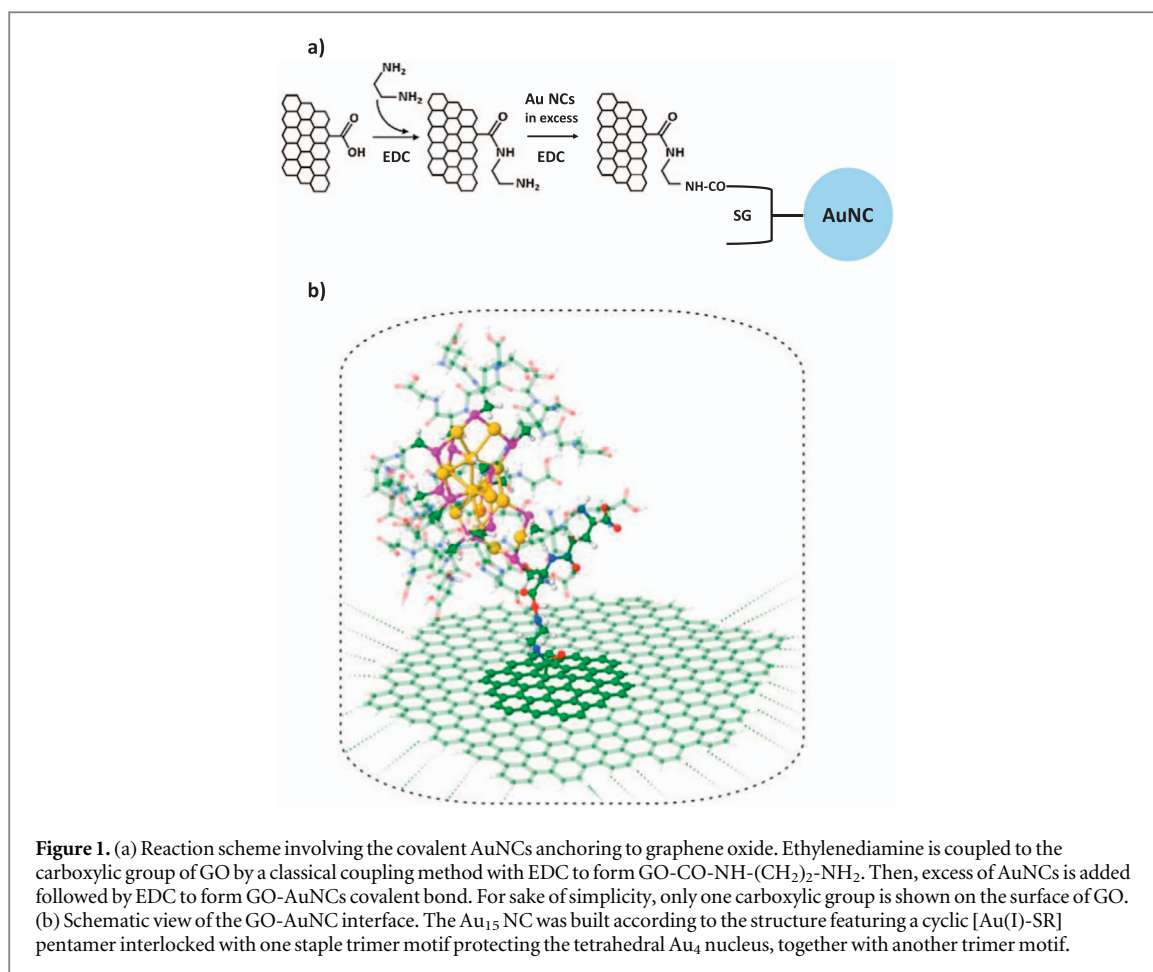 a)
NH₂
NH₂
O
OH
EDC
O
NH
NH₂
Au NCs
in excess
EDC
O
NH
NH-CO
SG
AuNC
b)
Figure 1. (a) Reaction scheme involving the covalent AuNCs anchoring to graphene oxide. Ethylenediamine is coupled to the
carboxylic group of GO by a classical coupling method with EDC to form GO-CO-NH-(CH₂)₂-NH₂. Then, excess of AuNCs is added
followed by EDC to form GO-AuNCs covalent bond. For sake of simplicity, only one carboxylic group is shown on the surface of GO.
(b) Schematic view of the GO-AuNC interface. The Au₁₅ NC was built according to the structure featuring a cyclic [Au(I)-SR]
pentamer interlocked with one staple trimer motif protecting the tetrahedral Au₄ nucleus, together with another trimer motif.